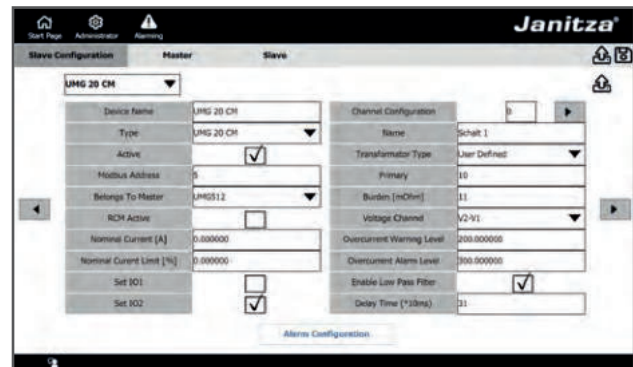 Start Page Administrator Alarming Janitza®
Slave Configuration Master Slave
UMG 20 CM
Device Name UMG 20 CM Channel Configuration 0
Type UMG 20 CM Name Schalt 1
Active Transformator Type User Defined
Modbus Address 5 Primary 10
Belongs To Master UMG512 Burden [mOhm] 11
RCM Active Voltage Channel V2-V1
Nominal Current [A] 0.000000 Overcurrent Warning Level 200.000000
Nominal Curent Limit [%] 0.000000 Overcurrent Alarm Level 300.000000
Set IO1 Enable Low Pass Filter
Set IO2 Delay Time (*10ms) 31
Alarm Configuration